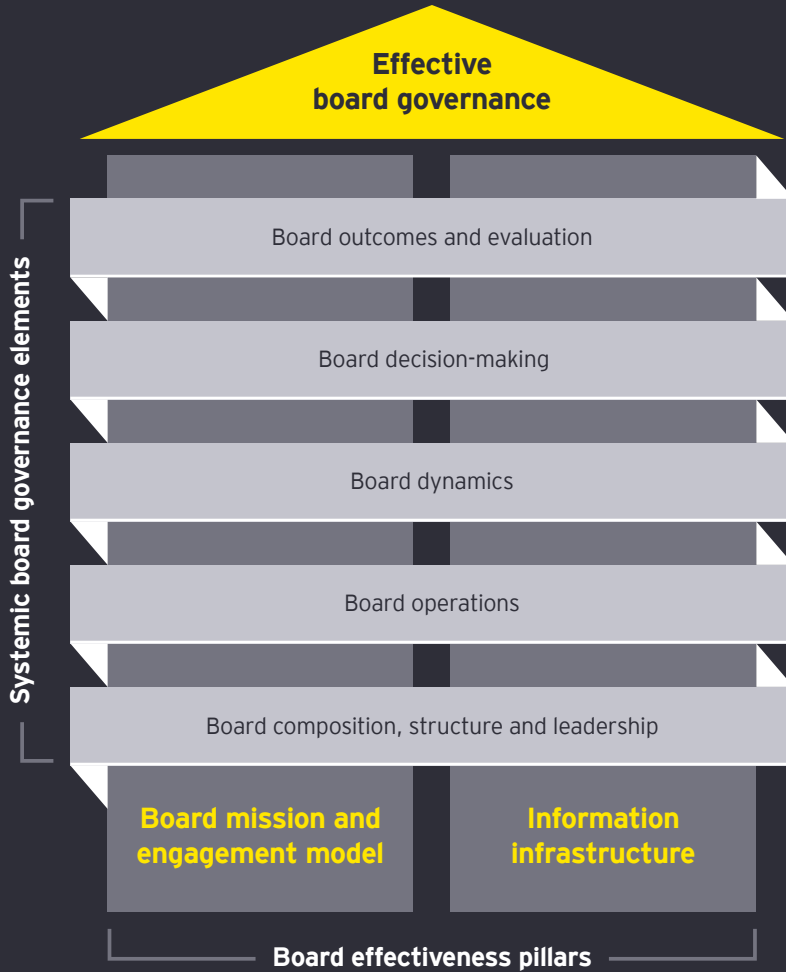 Effective
board governance
Board outcomes and evaluation
Board decision-making
Board dynamics
Board operations
Board composition, structure and leadership
Systemic board governance elements
Board mission and
engagement model
Information
infrastructure
Board effectiveness pillars